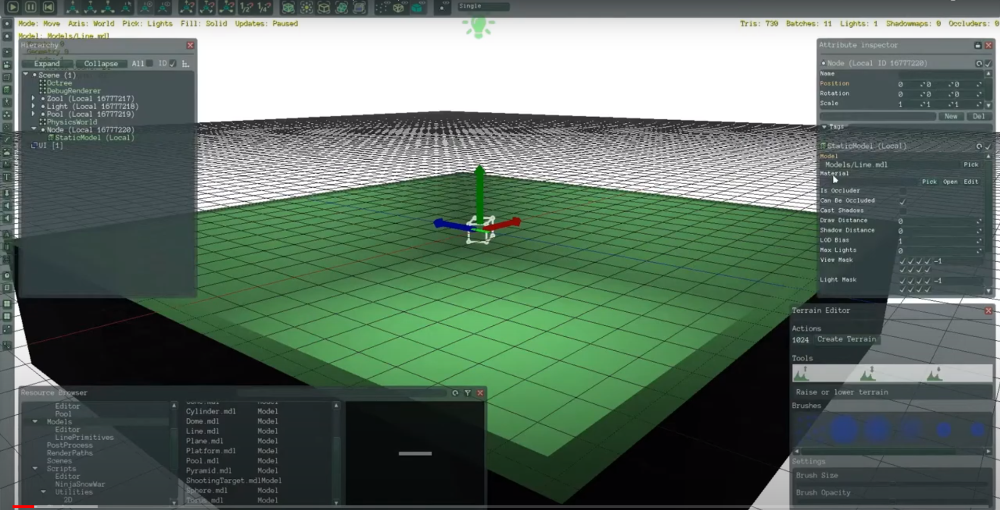 1/2? 1/4?
Single
Mode: Move Axis: World Pick: Lights Fill: Solid Updates: Paused
Tris: 730 Batches: 11 Lights: 1 Shadowmaps: 0 Occluders: 0
Model: Models/Line.mdl
Hierarchy
Expand Collapse All ID
Scene (1)
Octree
DebugRenderer
Zool (Local 16777217)
Light (Local 16777218)
Pool (Local 16777219)
PhysicsWorld
Node (Local 16777220)
StaticModel (Local)
UI [1]
Attribute inspector
Node (Local ID 16777220)
Name
Position 0 0 0
Rotation 0 0 0
Scale 1 1 1
New Del
Tags
StaticModel (Local)
Model
Models/Line.mdl Pick
Material
Pick Open Edit
Is Occluder
Can Be Occluded
Cast Shadows
Draw Distance 0
Shadow Distance 0
LOD Bias 1
Max Lights 0
View Mask -1
Light Mask -1
Terrain Editor
Actions
1024 Create Terrain
Tools
Raise or lower terrain
Brushes
Settings
Brush Size
Brush Opacity
Resource Browser
Editor
Pool
Models
Editor
LinePrimitives
PostProcess
RenderPaths
Scenes
Scripts
Editor
NinjaSnowWar
Utilities
2D
Cylinder.mdl Model
Dome.mdl Model
Line.mdl Model
Plane.mdl Model
Platform.mdl Model
Pool.mdl Model
Pyramid.mdl Model
ShootingTarget.mdlModel
Sphere.mdl Model
Torus.mdl Model